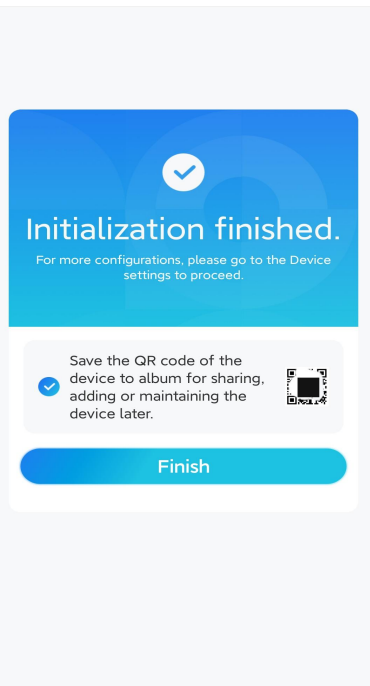 Initialization finished.
For more configurations, please go to the Device
settings to proceed.
Save the QR code of the
device to album for sharing,
adding or maintaining the
device later.
Finish